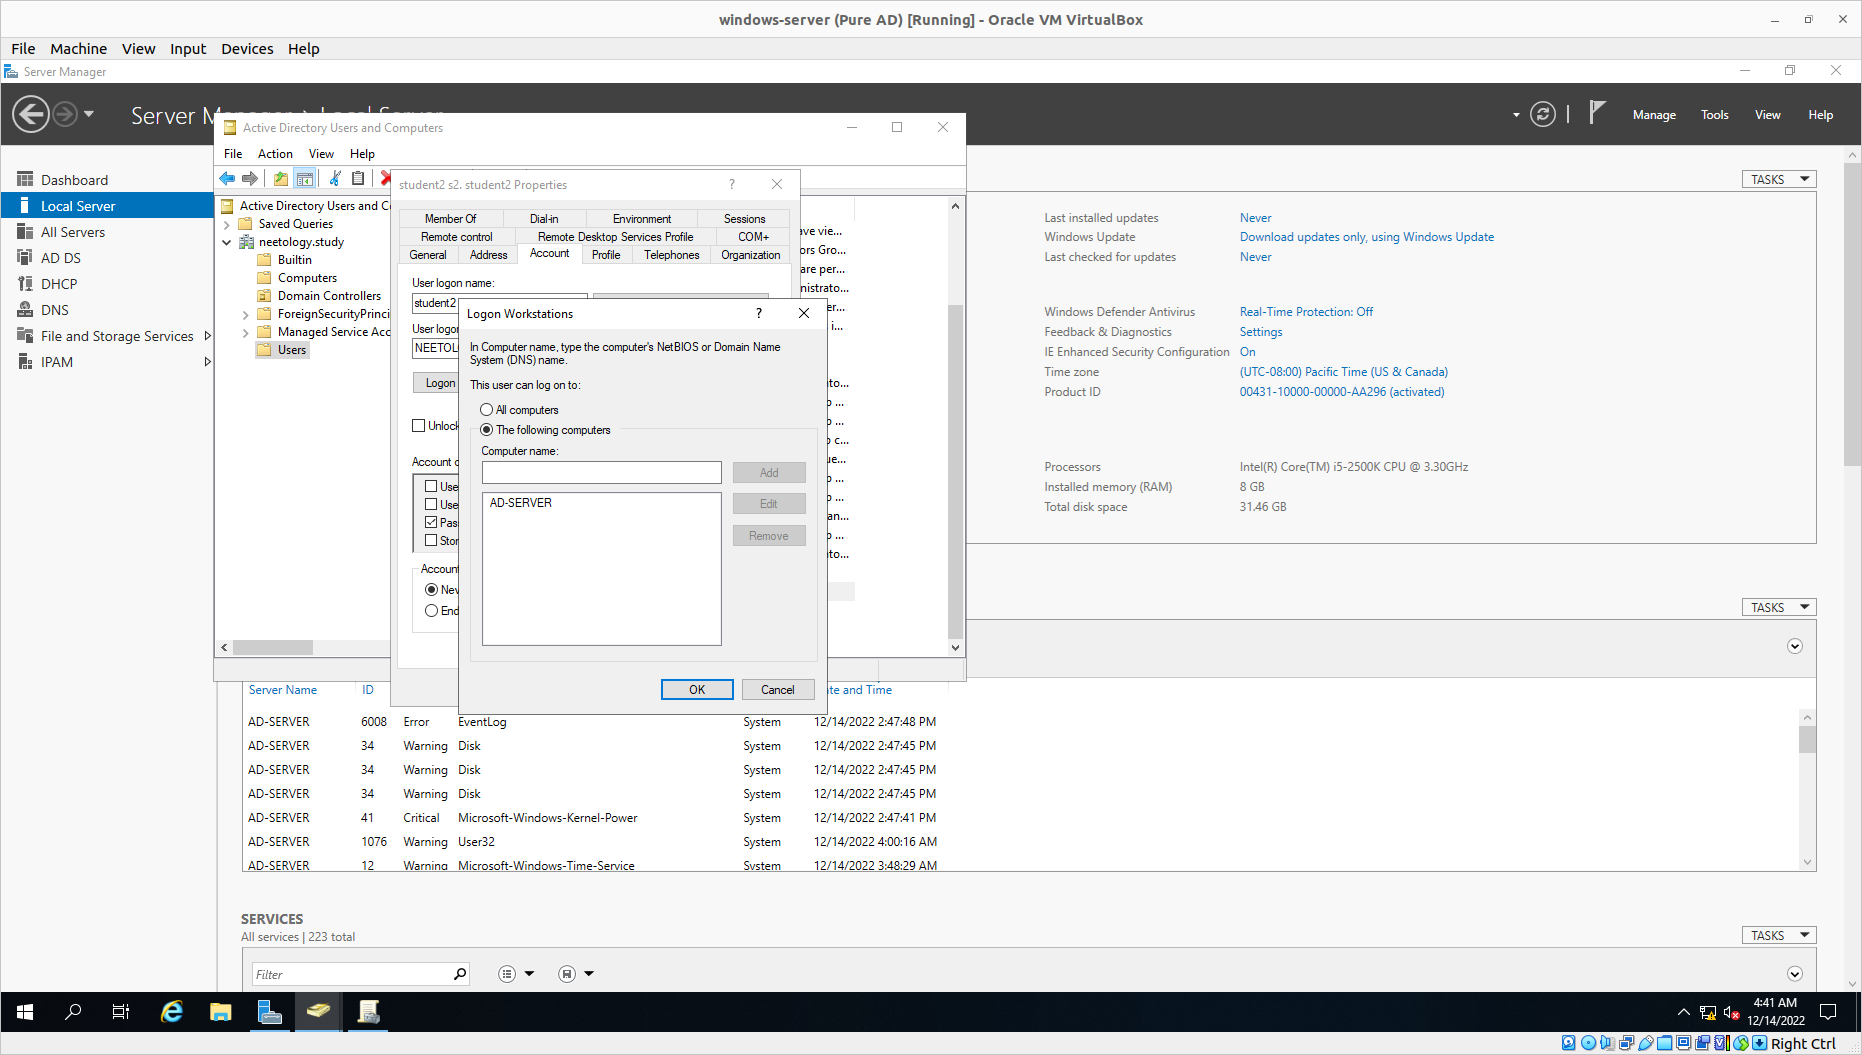 windows-server (Pure AD) [Running] - Oracle VM VirtualBox
File Machine View Input Devices Help
Server Manager
Server Manager Local Server
Manage Tools View Help
Active Directory Users and Computers
File Action View Help
Dashboard
Local Server
All Servers
AD DS
DHCP
DNS
File and Storage Services
IPAM
Active Directory Users and C
Saved Queries
neetology.study
Builtin
Computers
Domain Controllers
ForeignSecurityPrinci
Managed Service Acc
Users
student2 s2. student2 Properties ?
Member Of Dial-in Environment Sessions
Remote control Remote Desktop Services Profile COM+
General Address Account Profile Telephones Organization
User logon name:
student2
User logor
NEETOL
Logon
Unlock
Account o
Use
Use
Pas
Stor
Account
Nev
End
ave vie...
ors Gro...
are per...
nistrato...
er...
i...
ato...
p ...
o ...
o c...
ue...
p ...
o ...
an...
o ...
ato...
Logon Workstations ?
In Computer name, type the computer's NetBIOS or Domain Name
System (DNS) name.
This user can log on to:
All computers
The following computers
Computer name:
Add
AD-SERVER
Edit
Remove
OK Cancel
TASKS
Last installed updates Never
Windows Update Download updates only, using Windows Update
Last checked for updates Never
Windows Defender Antivirus Real-Time Protection: Off
Feedback & Diagnostics Settings
IE Enhanced Security Configuration On
Time zone (UTC-08:00) Pacific Time (US & Canada)
Product ID 00431-10000-00000-AA296 (activated)
Processors Intel(R) Core(TM) i5-2500K CPU @ 3.30GHz
Installed memory (RAM) 8 GB
Total disk space 31.46 GB
TASKS
Server Name ID ate and Time
AD-SERVER 6008 Error EventLog System 12/14/2022 2:47:48 PM
AD-SERVER 34 Warning Disk System 12/14/2022 2:47:45 PM
AD-SERVER 34 Warning Disk System 12/14/2022 2:47:45 PM
AD-SERVER 34 Warning Disk System 12/14/2022 2:47:45 PM
AD-SERVER 41 Critical Microsoft-Windows-Kernel-Power System 12/14/2022 2:47:41 PM
AD-SERVER 1076 Warning User32 System 12/14/2022 4:00:16 AM
AD-SERVER 12 Warning Microsoft-Windows-Time-Service System 12/14/2022 3:48:29 AM
SERVICES
All services | 223 total
TASKS
Filter
4:41 AM
12/14/2022
Right Ctrl